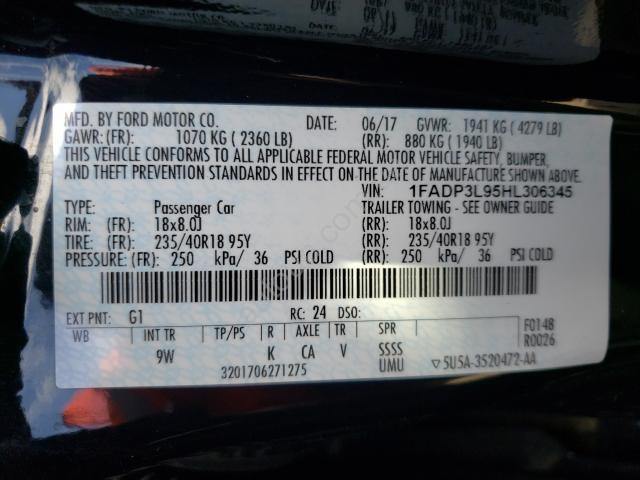 MFD. BY FORD MOTOR CO. DATE: 06/17 GVWR: 1941 KG ( 4279 LB)
GAWR: (FR): 1070 KG ( 2360 LB) (RR): 880 KG ( 1940 LB)
THIS VEHICLE CONFORMS TO ALL APPLICABLE FEDERAL MOTOR VEHICLE SAFETY, BUMPER,
AND THEFT PREVENTION STANDARDS IN EFFECT ON THE DATE OF MANUFACTURE SHOWN ABOVE.
VIN: 1FADP3L95HL306345
TYPE: Passenger Car TRAILER TOWING - SEE OWNER GUIDE
RIM: (FR): 18x8.0J (RR): 18x8.0J
TIRE: (FR): 235/40R18 95Y (RR): 235/40R18 95Y
PRESSURE: (FR): 250 kPa/ 36 PSI COLD (RR): 250 kPa/ 36 PSI COLD
EXT PNT: G1 RC: 24 DSO:
WB INT TR TP/PS R AXLE TR SPR F0148
9W K CA V SSSS R0026
3201706271275 UMU 5U5A-3520472-AA